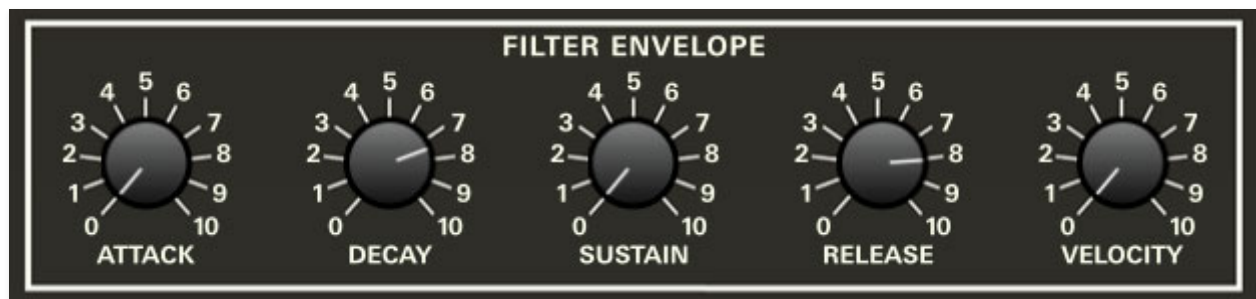 FILTER ENVELOPE
0 1 2 3 4 5 6 7 8 9 10
ATTACK
0 1 2 3 4 5 6 7 8 9 10
DECAY
0 1 2 3 4 5 6 7 8 9 10
SUSTAIN
0 1 2 3 4 5 6 7 8 9 10
RELEASE
0 1 2 3 4 5 6 7 8 9 10
VELOCITY